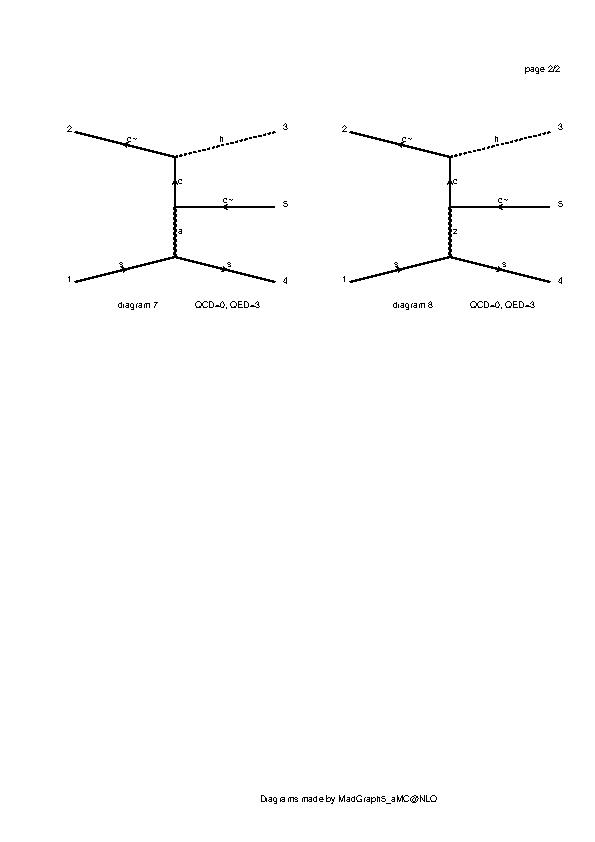 page 2/2
2 c~ h 3
c
c~ 5
a
1 s s 4
diagram 7 QCD=0, QED=3
2 c~ h 3
c
c~ 5
z
1 s s 4
diagram 8 QCD=0, QED=3
Diagrams made by MadGraph5_aMC@NLO